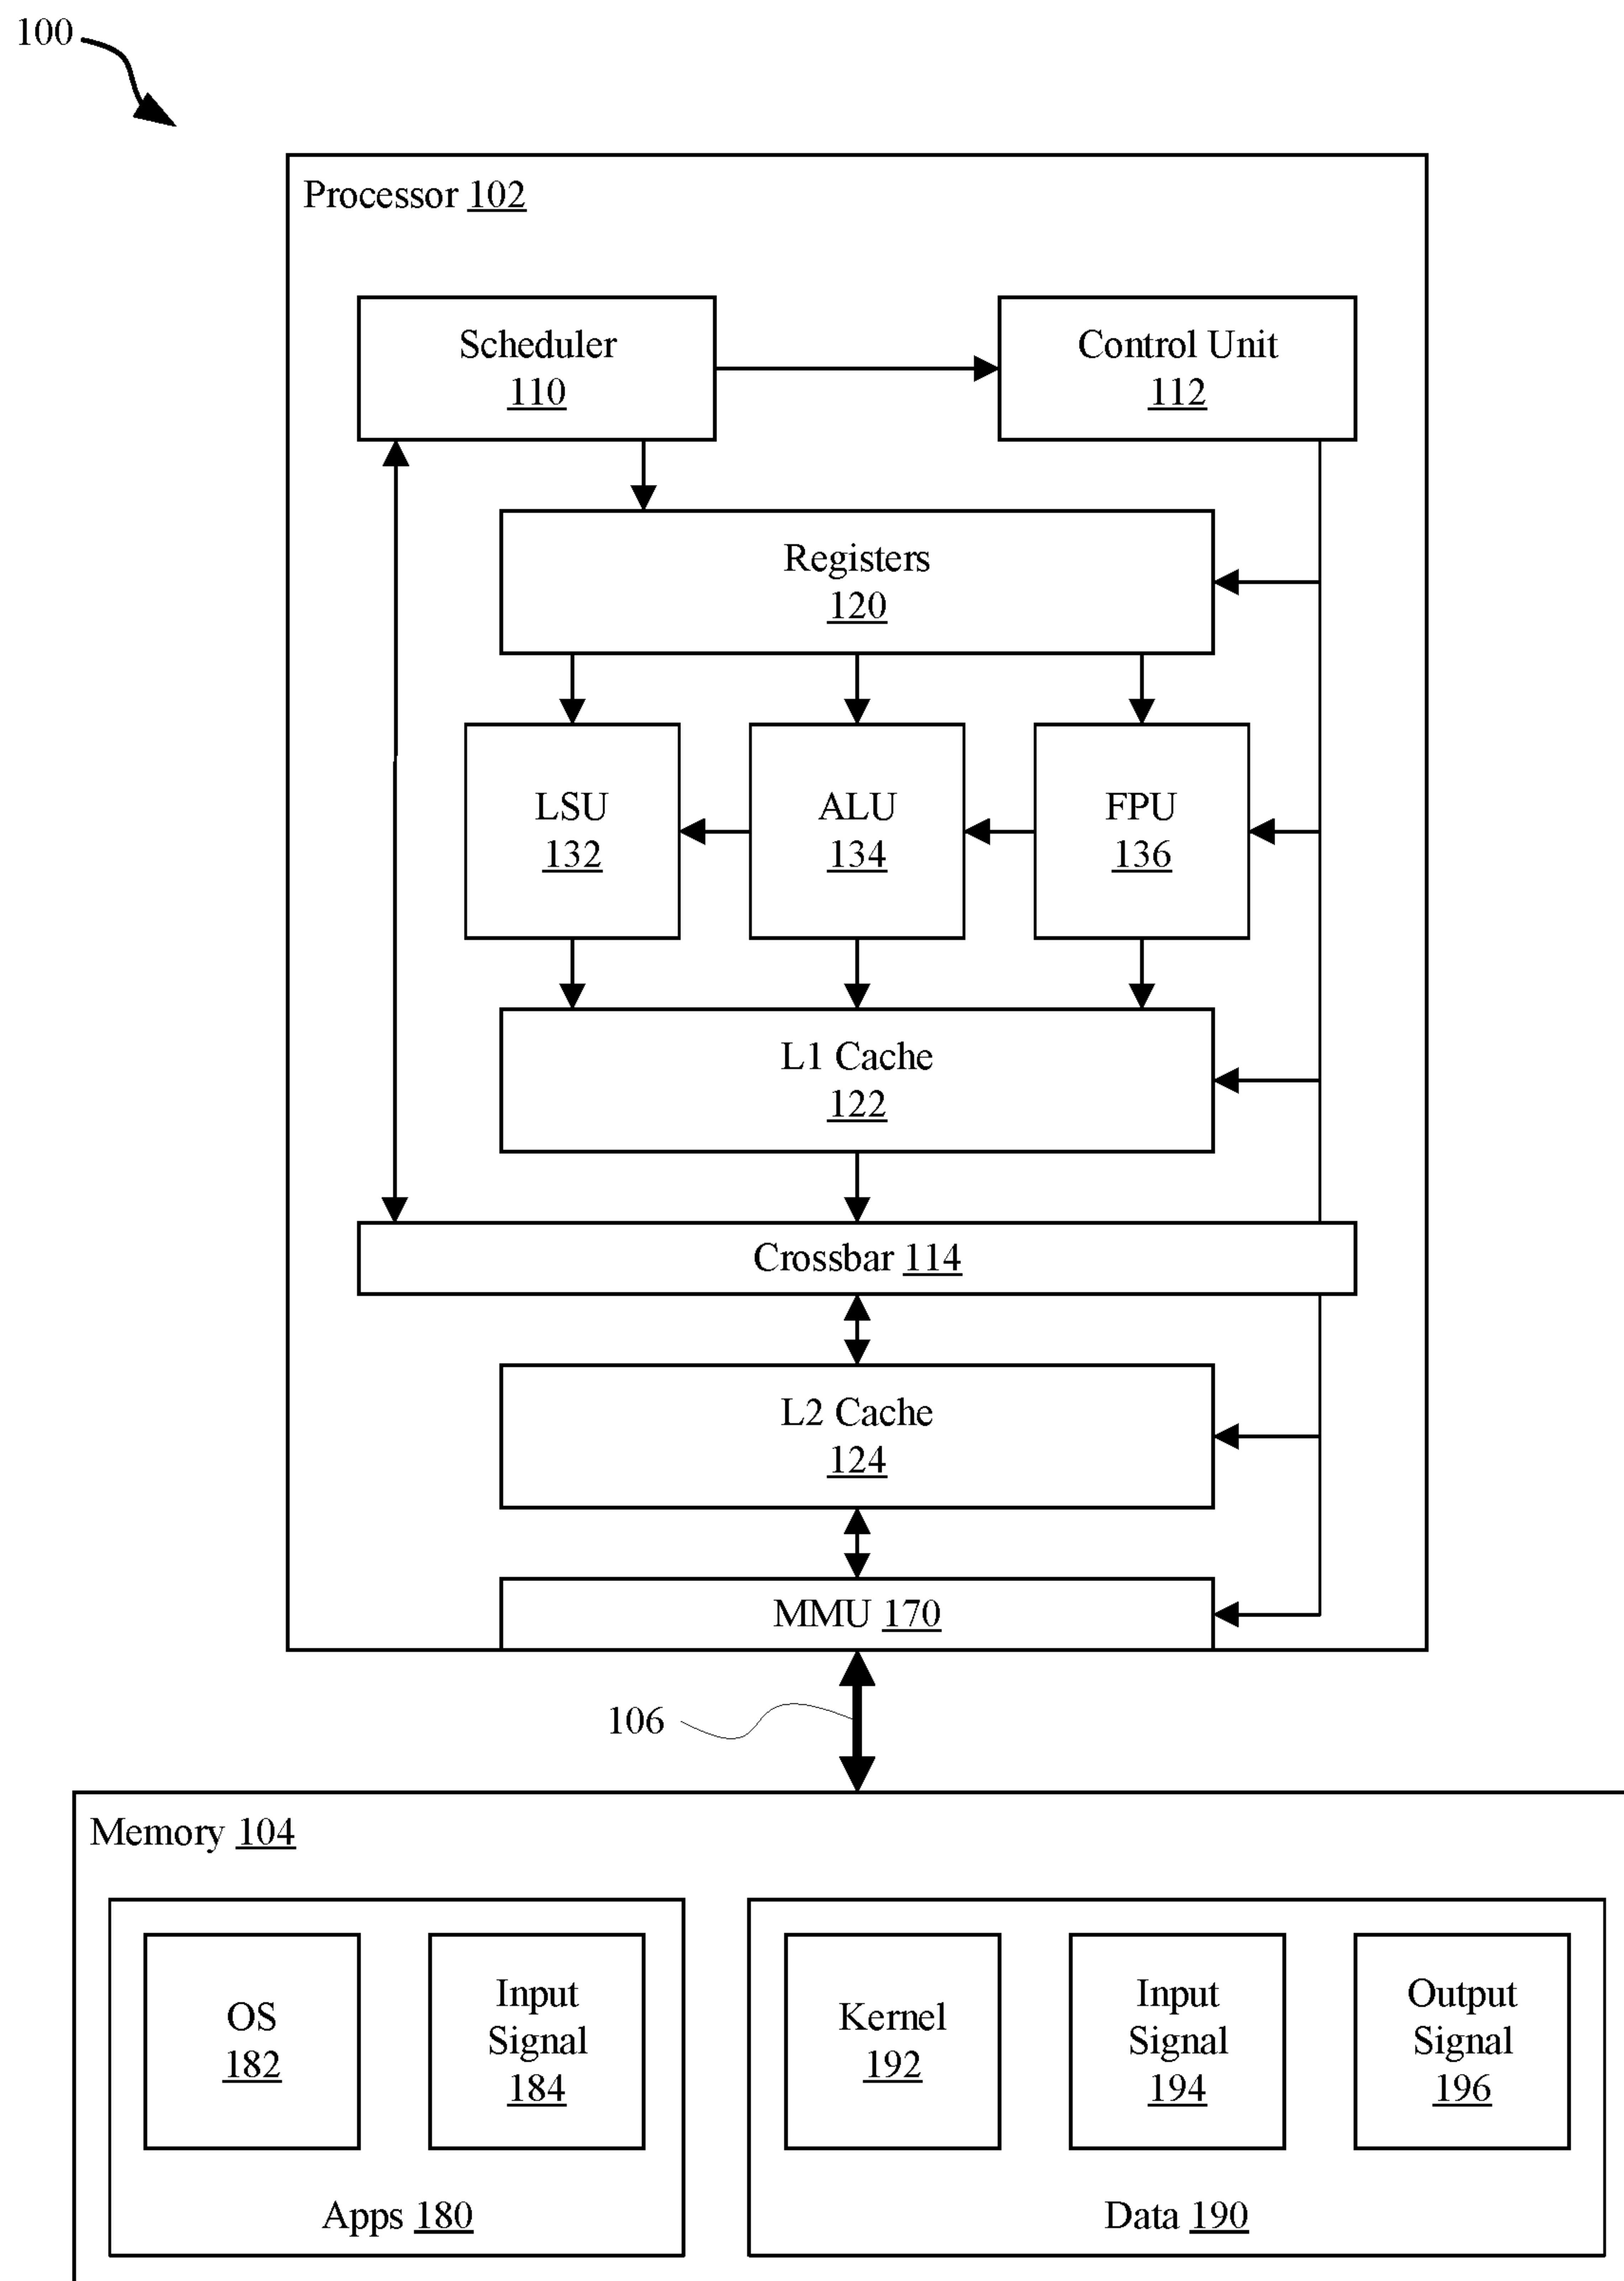 100
Processor 102
Scheduler
110
Control Unit
112
Registers
120
LSU
132
ALU
134
FPU
136
L1 Cache
122
Crossbar 114
L2 Cache
124
MMU 170
106
Memory 104
OS
182
Input
Signal
184
Apps 180
Kernel
192
Input
Signal
194
Output
Signal
196
Data 190